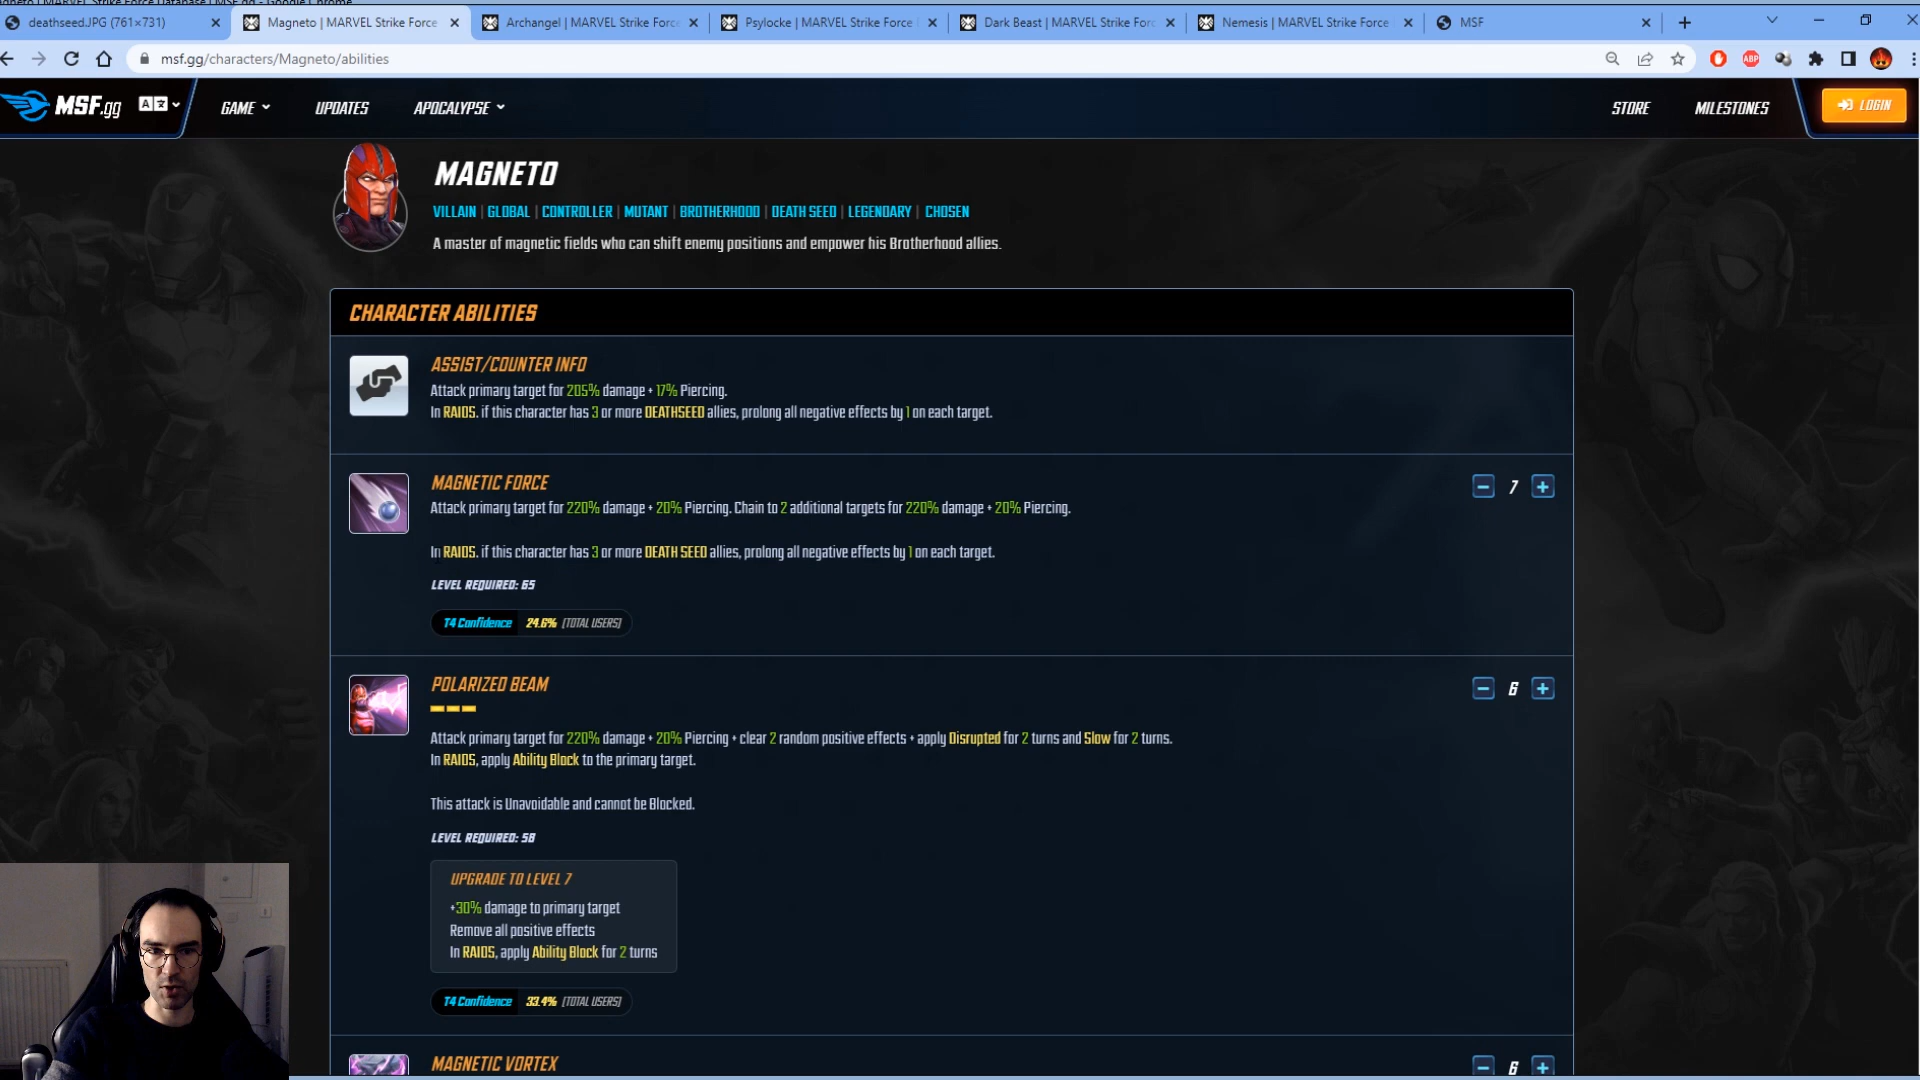 Magneto | MARVEL Strike Force Database | MSF.gg - Google Chrome
deathseed.JPG (761×731)
Magneto | MARVEL Strike Force
Archangel | MARVEL Strike Force
Psylocke | MARVEL Strike Force
Dark Beast | MARVEL Strike Forc
Nemesis | MARVEL Strike Force
MSF
msf.gg/characters/Magneto/abilities
ABP
MSF.gg
GAME
UPDATES
APOCALYPSE
STORE
MILESTONES
LOGIN
MAGNETO
VILLAIN | GLOBAL | CONTROLLER | MUTANT | BROTHERHOOD | DEATH SEED | LEGENDARY | CHOSEN
A master of magnetic fields who can shift enemy positions and empower his Brotherhood allies.
CHARACTER ABILITIES
ASSIST/COUNTER INFO
Attack primary target for 205% damage + 17% Piercing.
In RAIDS, if this character has 3 or more DEATHSEED allies, prolong all negative effects by 1 on each target.
MAGNETIC FORCE
7
Attack primary target for 220% damage + 20% Piercing. Chain to 2 additional targets for 220% damage + 20% Piercing.
In RAIDS, if this character has 3 or more DEATH SEED allies, prolong all negative effects by 1 on each target.
LEVEL REQUIRED: 65
T4 Confidence 24.6% [TOTAL USERS]
POLARIZED BEAM
6
Attack primary target for 220% damage + 20% Piercing + clear 2 random positive effects + apply Disrupted for 2 turns and Slow for 2 turns.
In RAIDS, apply Ability Block to the primary target.
This attack is Unavoidable and cannot be Blocked.
LEVEL REQUIRED: 58
UPGRADE TO LEVEL 7
+30% damage to primary target
Remove all positive effects
In RAIDS, apply Ability Block for 2 turns
T4 Confidence 33.4% [TOTAL USERS]
MAGNETIC VORTEX
6